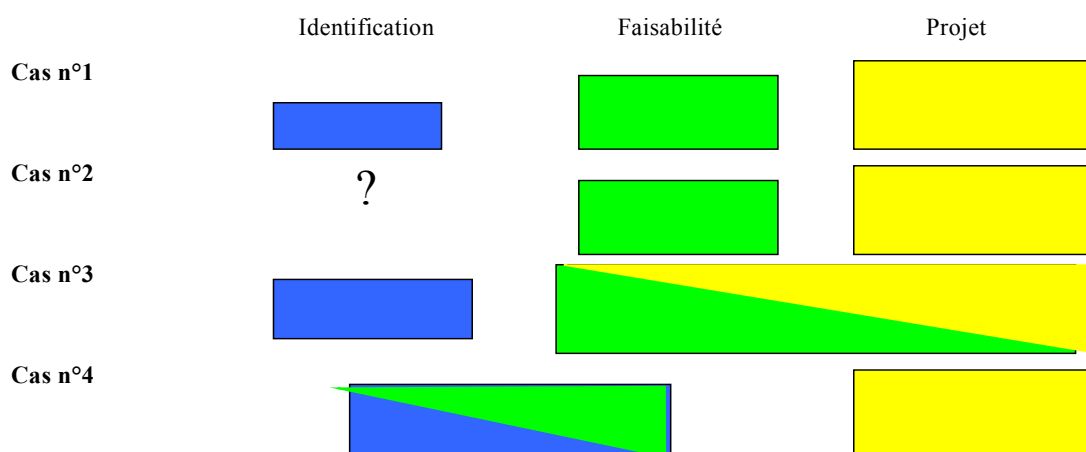 Identification Faisabilité Projet
Cas n°1
Cas n°2 ?
Cas n°3
Cas n°4